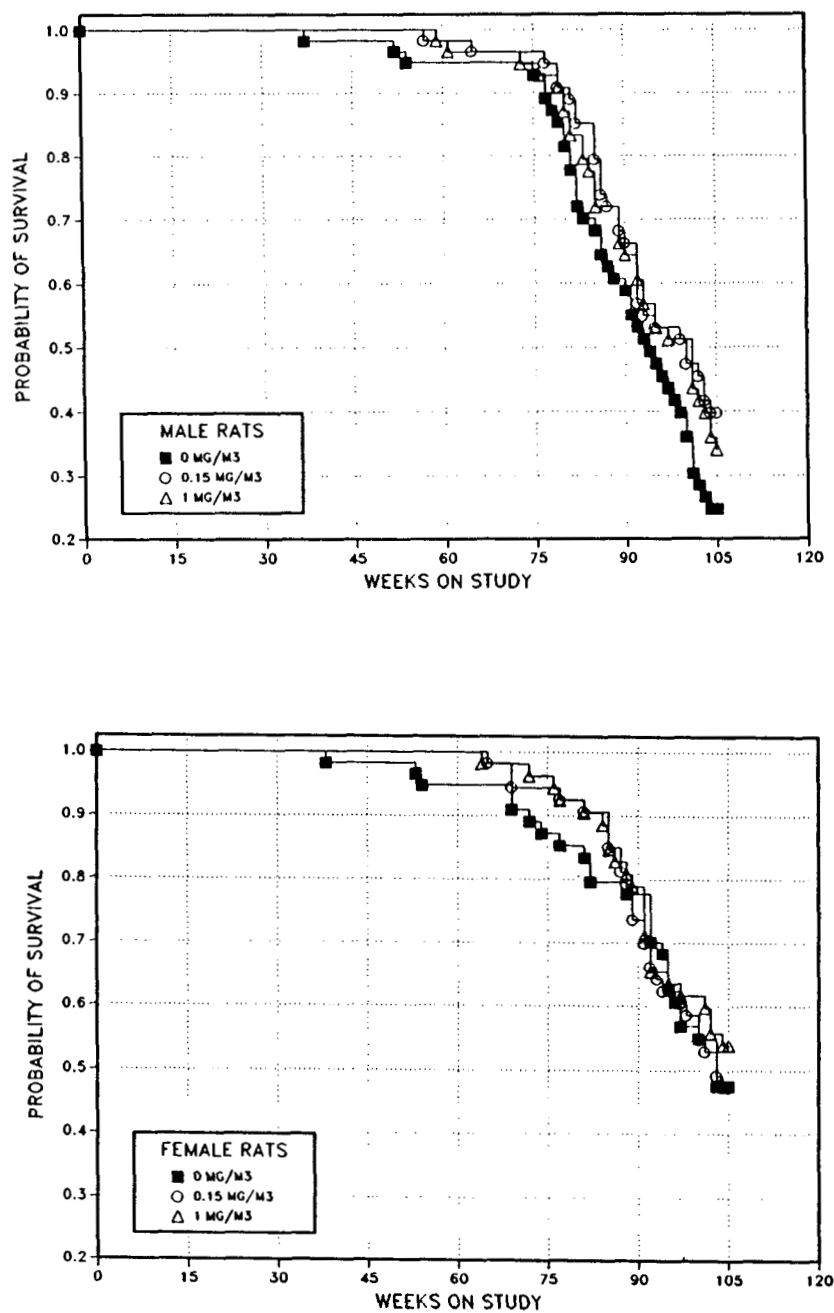 1.0
0.9
0.8
0.7
0.6
0.5
0.4
0.3
0.2
PROBABILITY OF SURVIVAL
MALE RATS
0 MG/M3
0.15 MG/M3
1 MG/M3
0 15 30 45 60 75 90 105 120
WEEKS ON STUDY
1.0
0.9
0.8
0.7
0.6
0.5
0.4
0.3
0.2
PROBABILITY OF SURVIVAL
FEMALE RATS
0 MG/M3
0.15 MG/M3
1 MG/M3
0 15 30 45 60 75 90 105 120
WEEKS ON STUDY